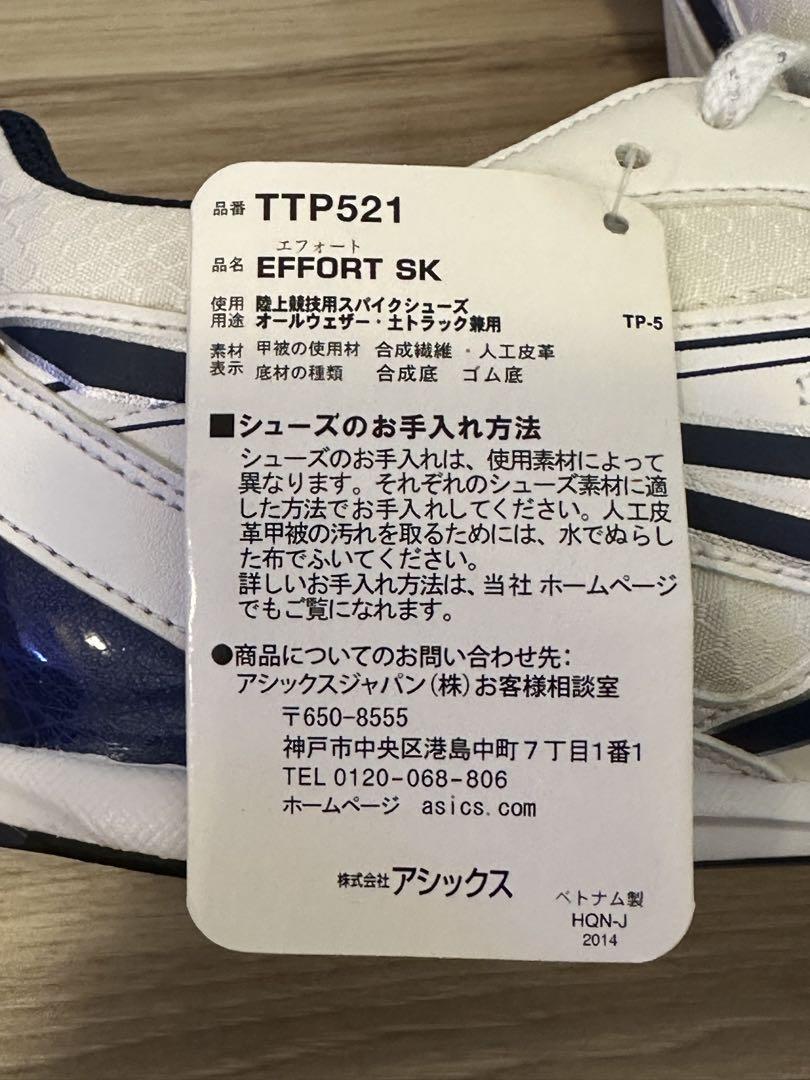 品番 TTP521
エフォート
品名 EFFORT SK
使用 陸上競技用スパイクシューズ
用途 オールウェザー・土トラック兼用 TP-5
素材 甲被の使用材 合成繊維・人工皮革
表示 底材の種類 合成底 ゴム底
■シューズのお手入れ方法
シューズのお手入れは、使用素材によって
異なります。それぞれのシューズ素材に適
した方法でお手入れしてください。人工皮
革甲被の汚れを取るためには、水でぬらし
た布でふいてください。
詳しいお手入れ方法は、当社 ホームページ
でもご覧になれます。
●商品についてのお問い合わせ先:
アシックスジャパン(株)お客様相談室
〒650-8555
神戸市中央区港島中町7丁目1番1
TEL 0120-068-806
ホームページ asics.com
株式会社アシックス
ベトナム製
HQN-J
2014